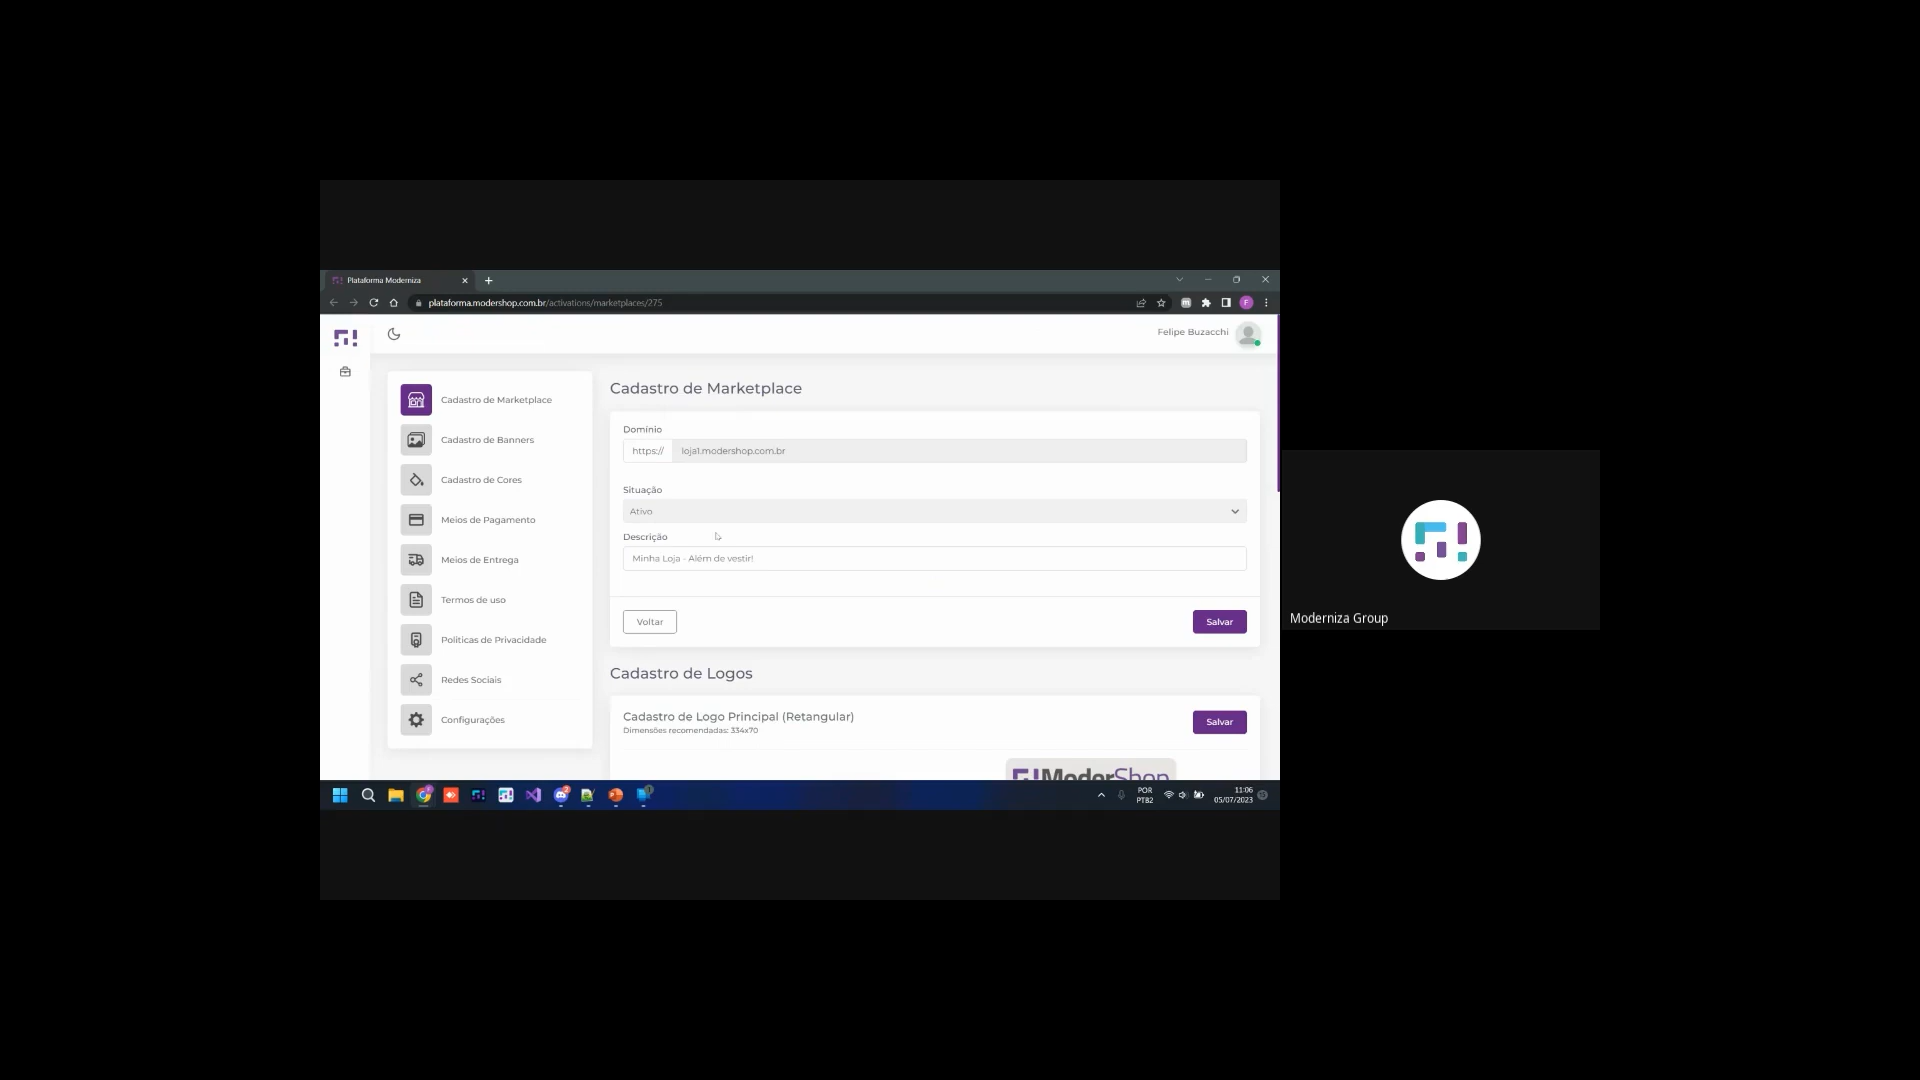 Plataforma Moderniza
plataforma.modershop.com.br/activations/marketplaces/275
F
Felipe Buzacchi
Cadastro de Marketplace
Cadastro de Banners
Cadastro de Cores
Meios de Pagamento
Meios de Entrega
Termos de uso
Politicas de Privacidade
Redes Sociais
Configurações
Cadastro de Marketplace
Domínio
https:// loja1.modershop.com.br
Situação
Ativo
Descrição
Minha Loja - Além de vestir!
Voltar
Salvar
Cadastro de Logos
Cadastro de Logo Principal (Retangular)
Dimensões recomendadas: 334x70
Salvar
ModerShop
POR
PTB2
11:06
05/07/2023
Moderniza Group